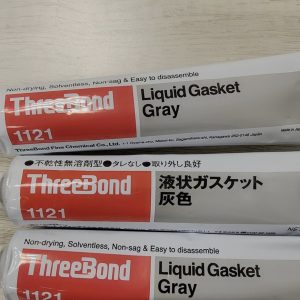 Non-drying, Solventless, Non-sag & Easy to disassemble
ThreeBond
1121
Liquid Gasket
Gray
ThreeBond Fine Chemical Co., Ltd.
●不乾性無溶剤型●タレなし●取り外し良好
ThreeBond
1121
液状ガスケット
灰色
Non-drying, Solventless, Non-sag & Easy to disassemble
ThreeBond
1121
Liquid Gasket
Gray